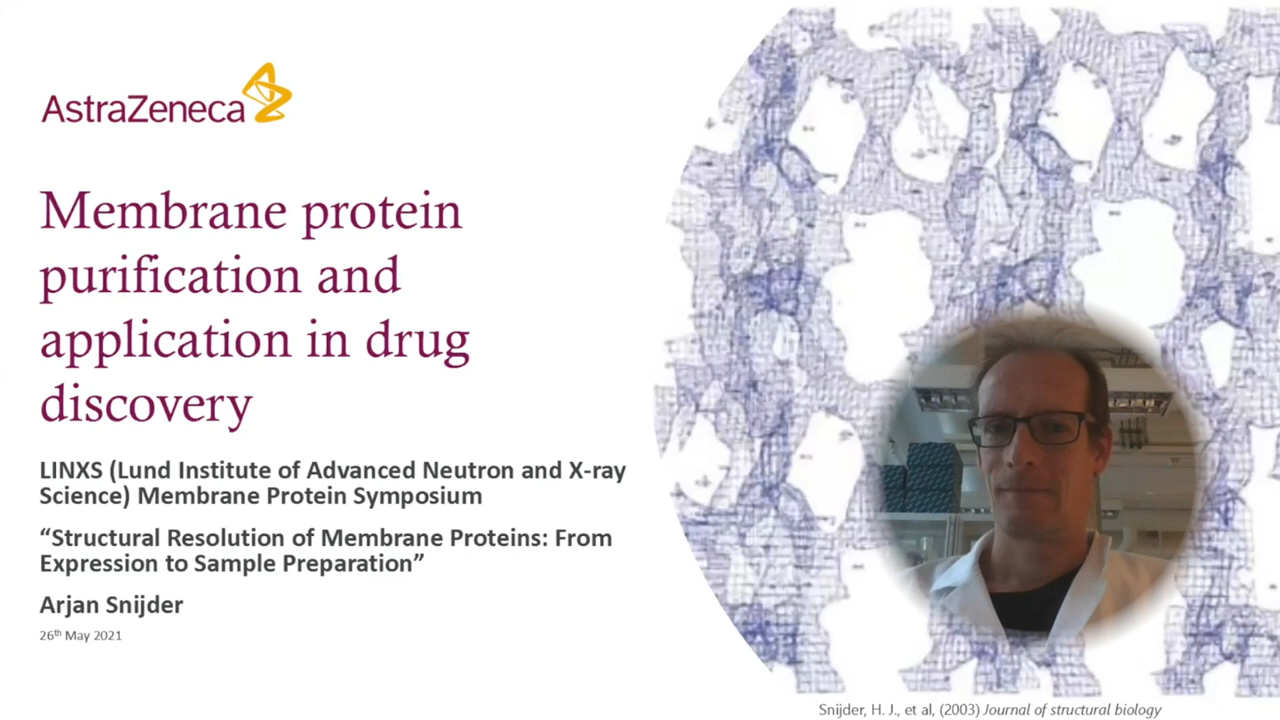 AstraZeneca
Membrane protein
purification and
application in drug
discovery
LINXS (Lund Institute of Advanced Neutron and X-ray
Science) Membrane Protein Symposium
“Structural Resolution of Membrane Proteins: From
Expression to Sample Preparation”
Arjan Snijder
26th May 2021
Snijder, H. J., et al, (2003) Journal of structural biology